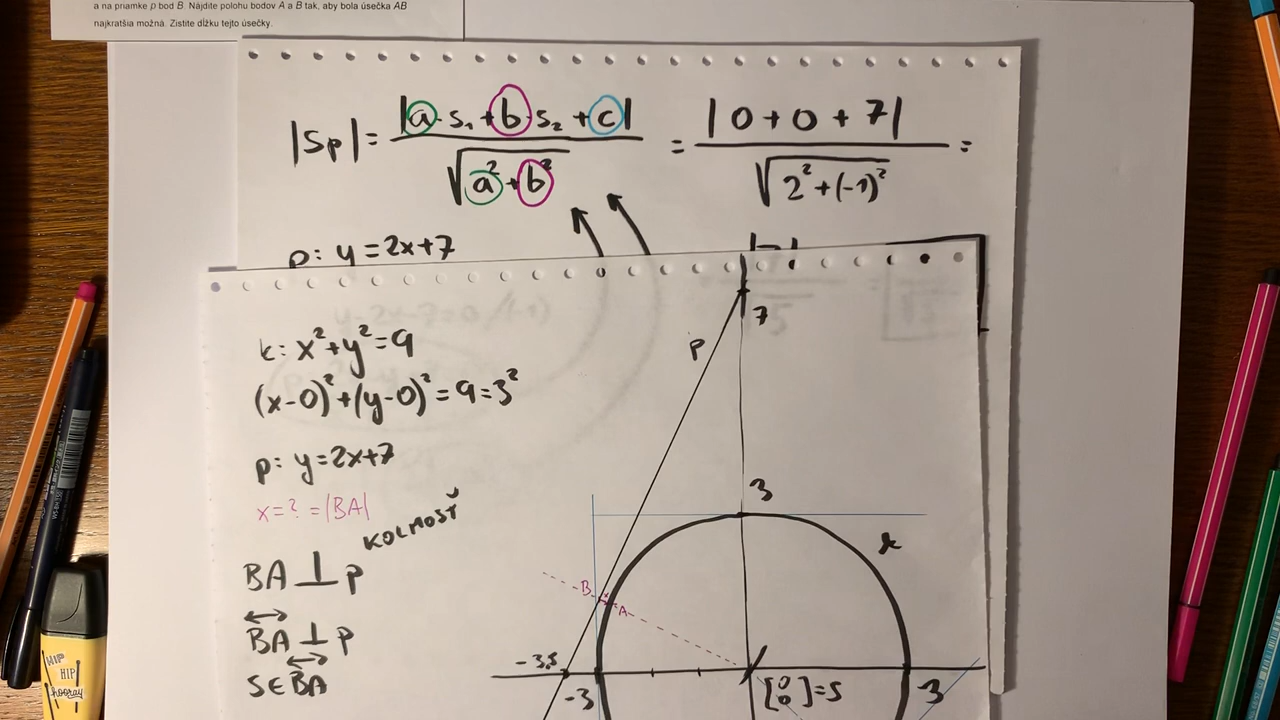 a na priamke p bod B. Nájdite polohu bodov A a B tak, aby bola úsečka AB
najkratšia možná. Zistite dĺžku tejto úsečky.
|Sp| = |a·s₁+b·s₂+c| / √(a²+b²) = |0+0+7| / √(2²+(-1)²) =
p: y=2x+7
k: x²+y²=9
(x-0)²+(y-0)²=9=3²
p: y=2x+7
x=?=|BA|
KOLMOSŤ
BA⊥p
BA⊥p
S∈BA
7
p
3
k
B
A
-3,5
-3
[0 0]=S
3
HIP
HIP
hooray